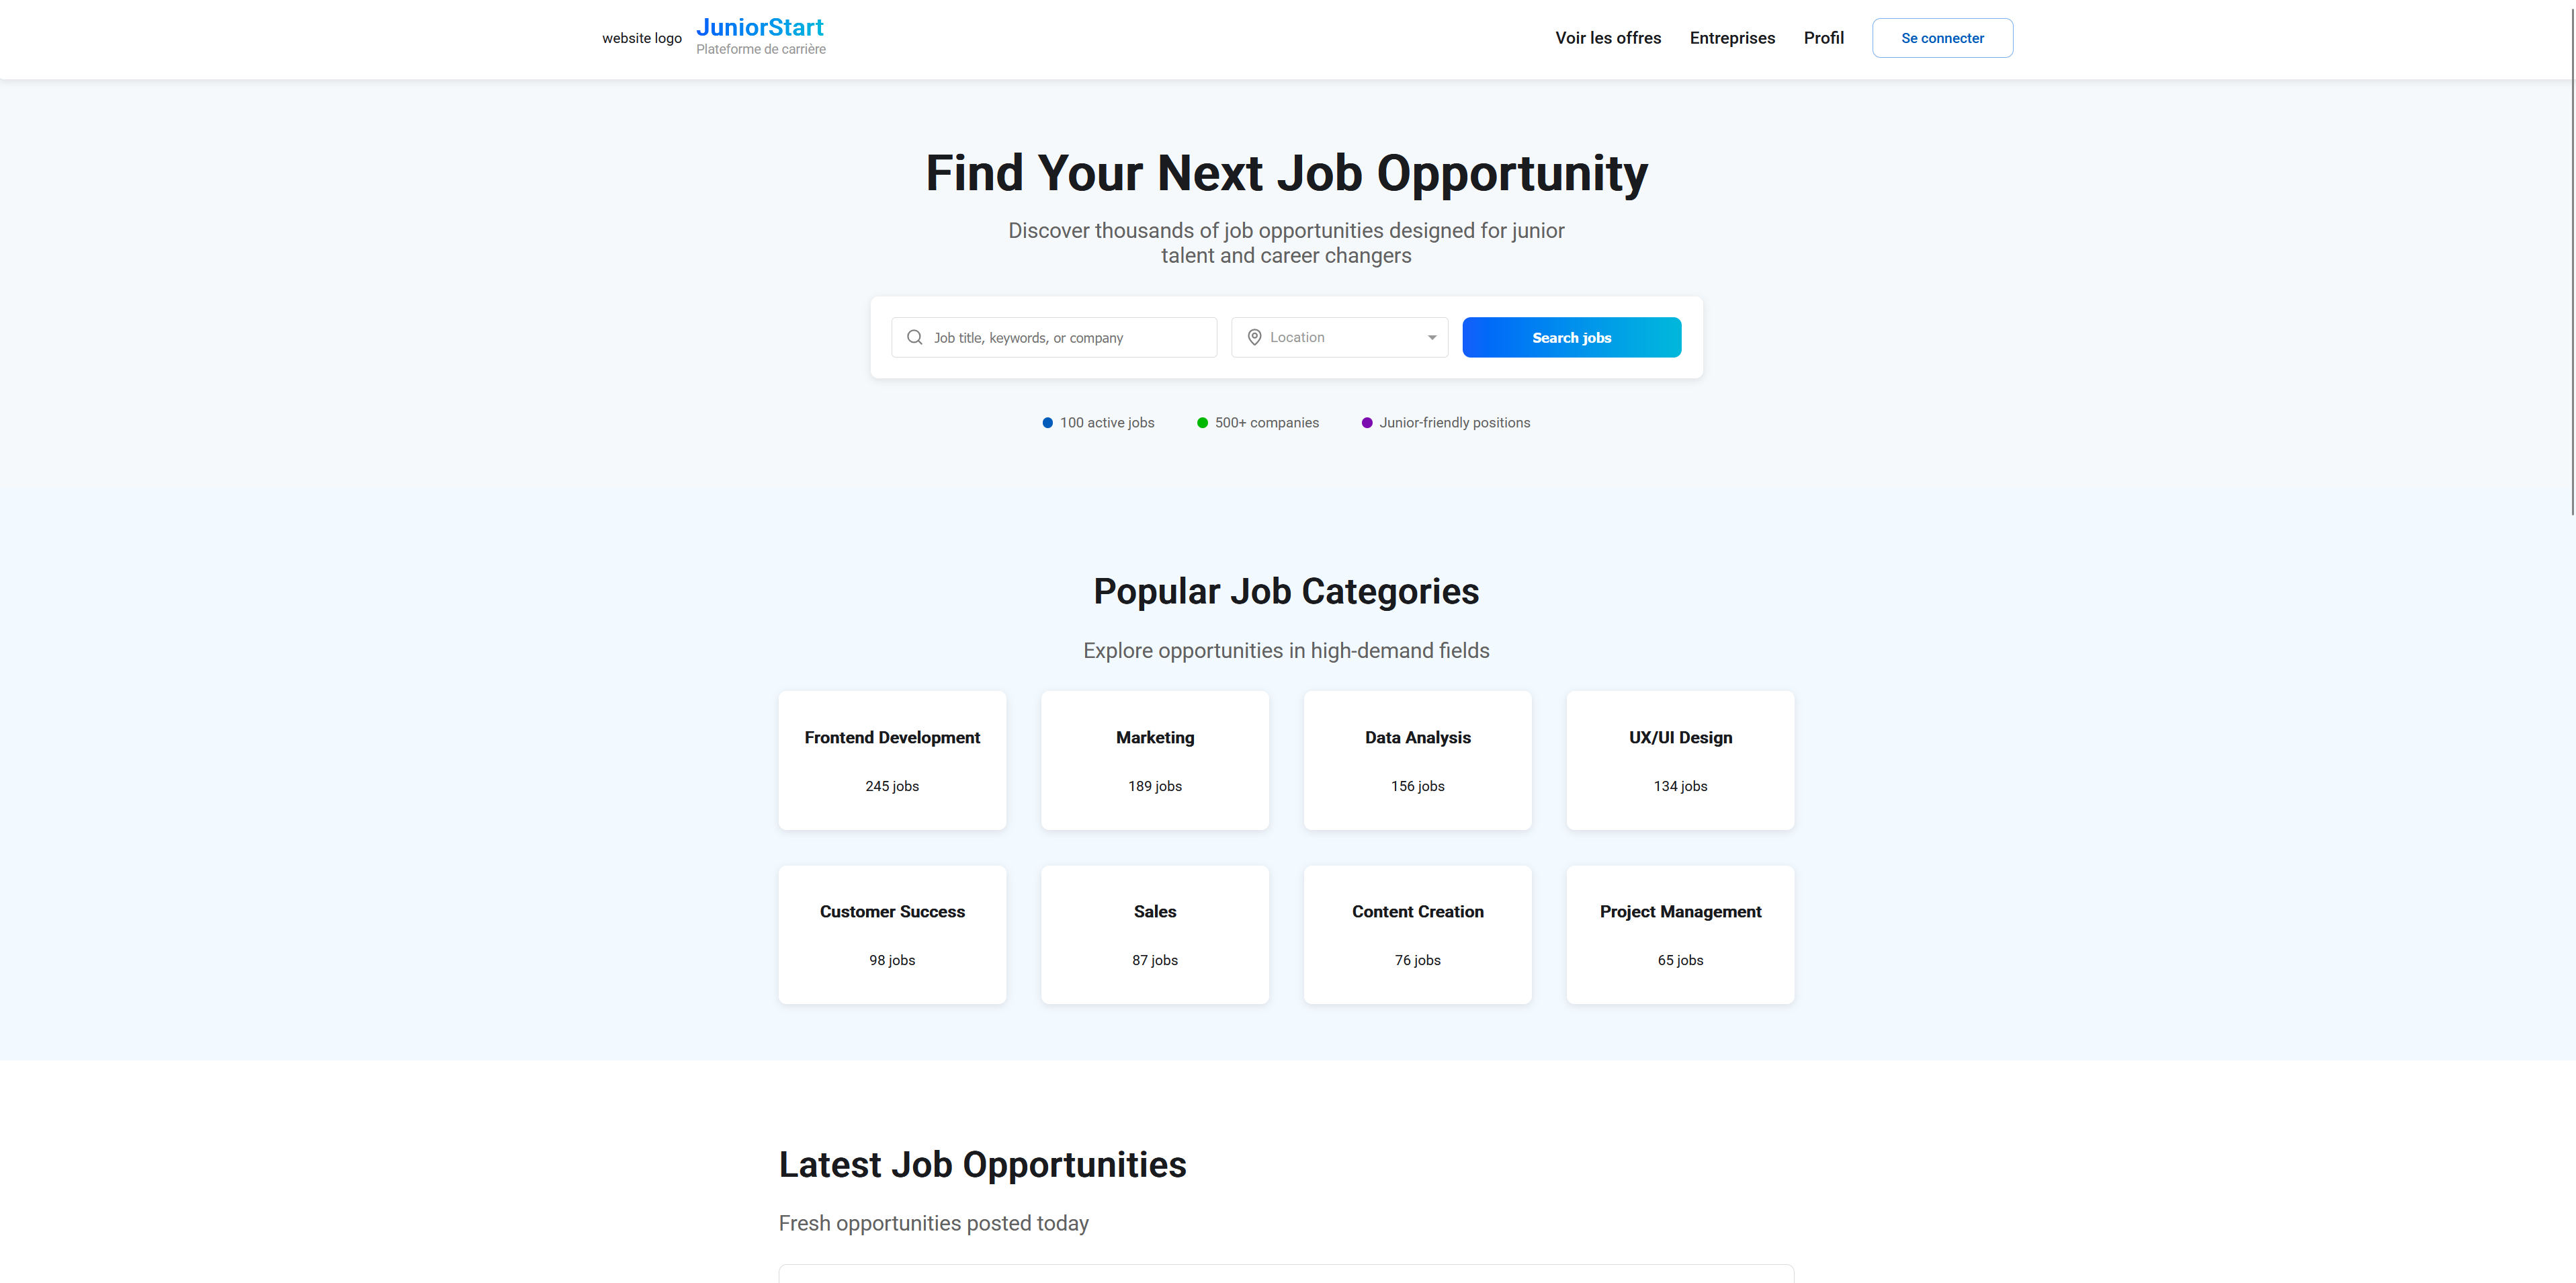 website logo
JuniorStart
Plateforme de carrière
Voir les offres
Entreprises
Profil
Se connecter
Find Your Next Job Opportunity
Discover thousands of job opportunities designed for junior
talent and career changers
Job title, keywords, or company
Location
Search jobs
100 active jobs
500+ companies
Junior-friendly positions
Popular Job Categories
Explore opportunities in high-demand fields
Frontend Development
245 jobs
Marketing
189 jobs
Data Analysis
156 jobs
UX/UI Design
134 jobs
Customer Success
98 jobs
Sales
87 jobs
Content Creation
76 jobs
Project Management
65 jobs
Latest Job Opportunities
Fresh opportunities posted today